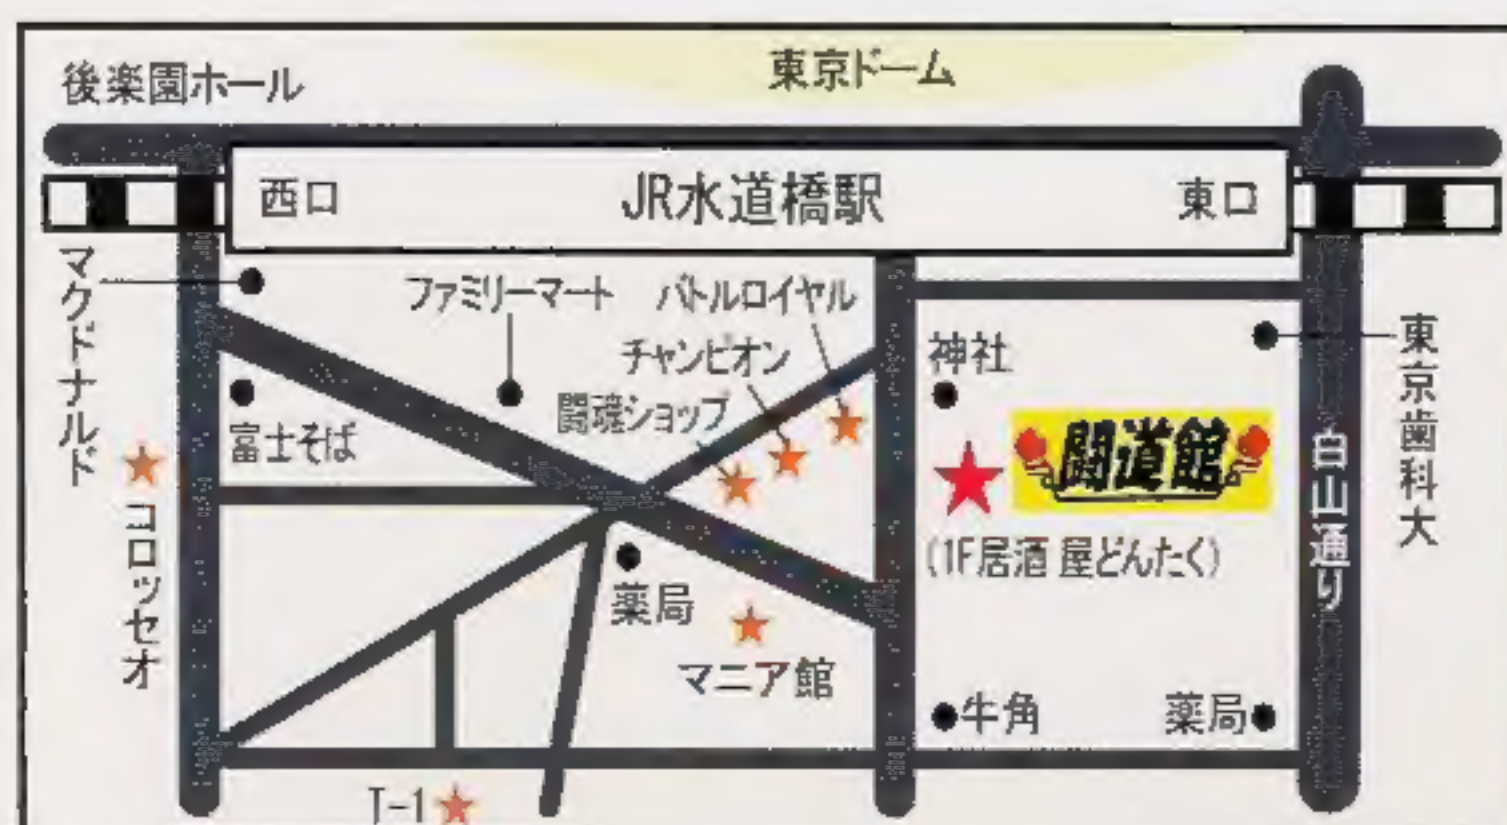 後楽園ホール
東京ドーム
西口
JR水道橋駅
東口
マクドナルド
ファミリーマート
バトルロイヤル
チャンピオン
闘魂ショップ
神社
東京歯科大
富士そば
闘道館
(1F居酒屋どんたく)
白山通り
コロッセオ
薬局
マニア館
牛角
薬局
T-1